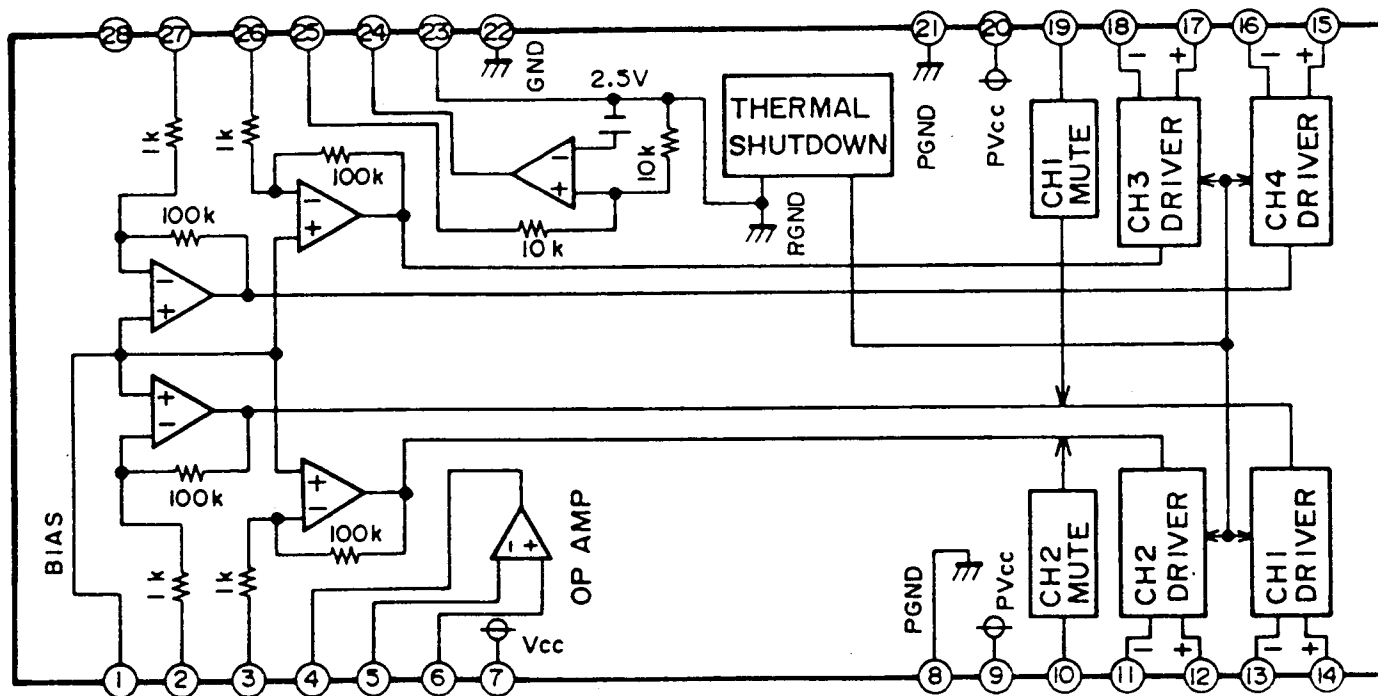 28 27 26 25 24 23 22 21 20 19 18 17 16 15
GND
2.5V
THERMAL
SHUTDOWN
PGND
PVcc
CH1
MUTE
- +
CH3
DRIVER
- +
CH4
DRIVER
1k
1k
100k
-
+
-
+
10k
10k
RGND
100k
-
+
+
-
100k
+
-
100k
BIAS
1k
1k
- +
OP AMP
Vcc
PGND
PVcc
CH2
MUTE
CH2
DRIVER
- +
CH1
DRIVER
- +
1 2 3 4 5 6 7 8 9 10 11 12 13 14